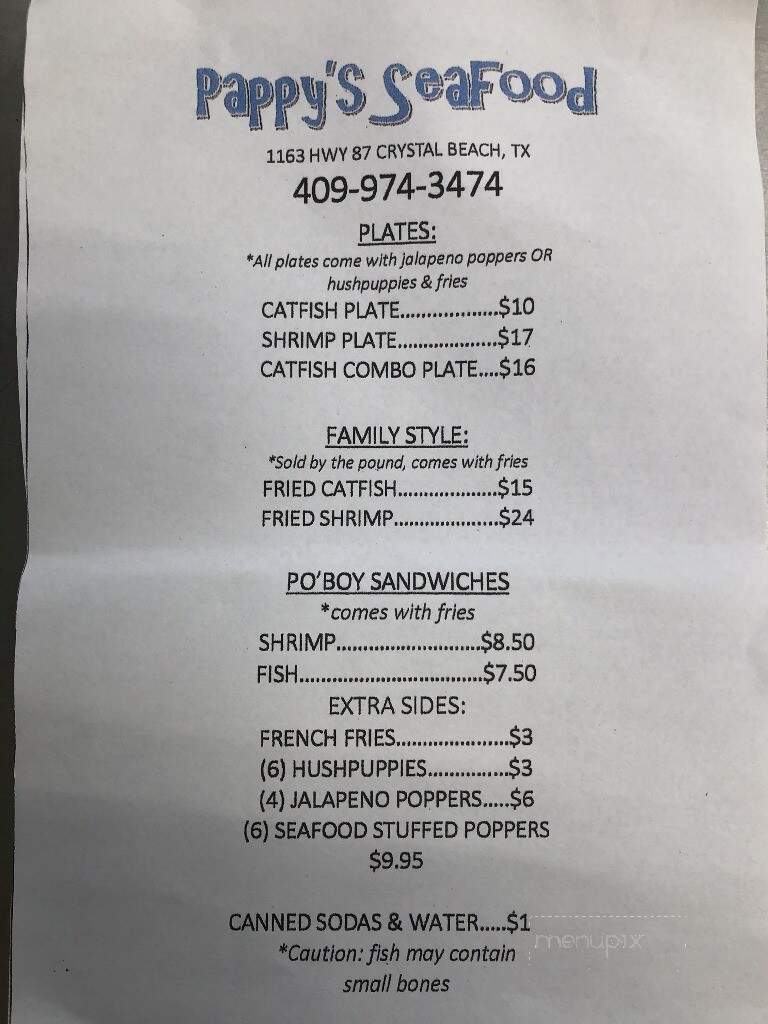 Pappy's Seafood
1163 HWY 87 CRYSTAL BEACH, TX
409-974-3474
PLATES:
*All plates come with jalapeno poppers OR
hushpuppies & fries
CATFISH PLATE...................$10
SHRIMP PLATE...................$17
CATFISH COMBO PLATE....$16
FAMILY STYLE:
*Sold by the pound, comes with fries
FRIED CATFISH...................$15
FRIED SHRIMP....................$24
PO'BOY SANDWICHES
*comes with fries
SHRIMP...........................$8.50
FISH..................................$7.50
EXTRA SIDES:
FRENCH FRIES.....................$3
(6) HUSHPUPPIES...............$3
(4) JALAPENO POPPERS.....$6
(6) SEAFOOD STUFFED POPPERS
$9.95
CANNED SODAS & WATER.....$1
menupix
*Caution: fish may contain
small bones